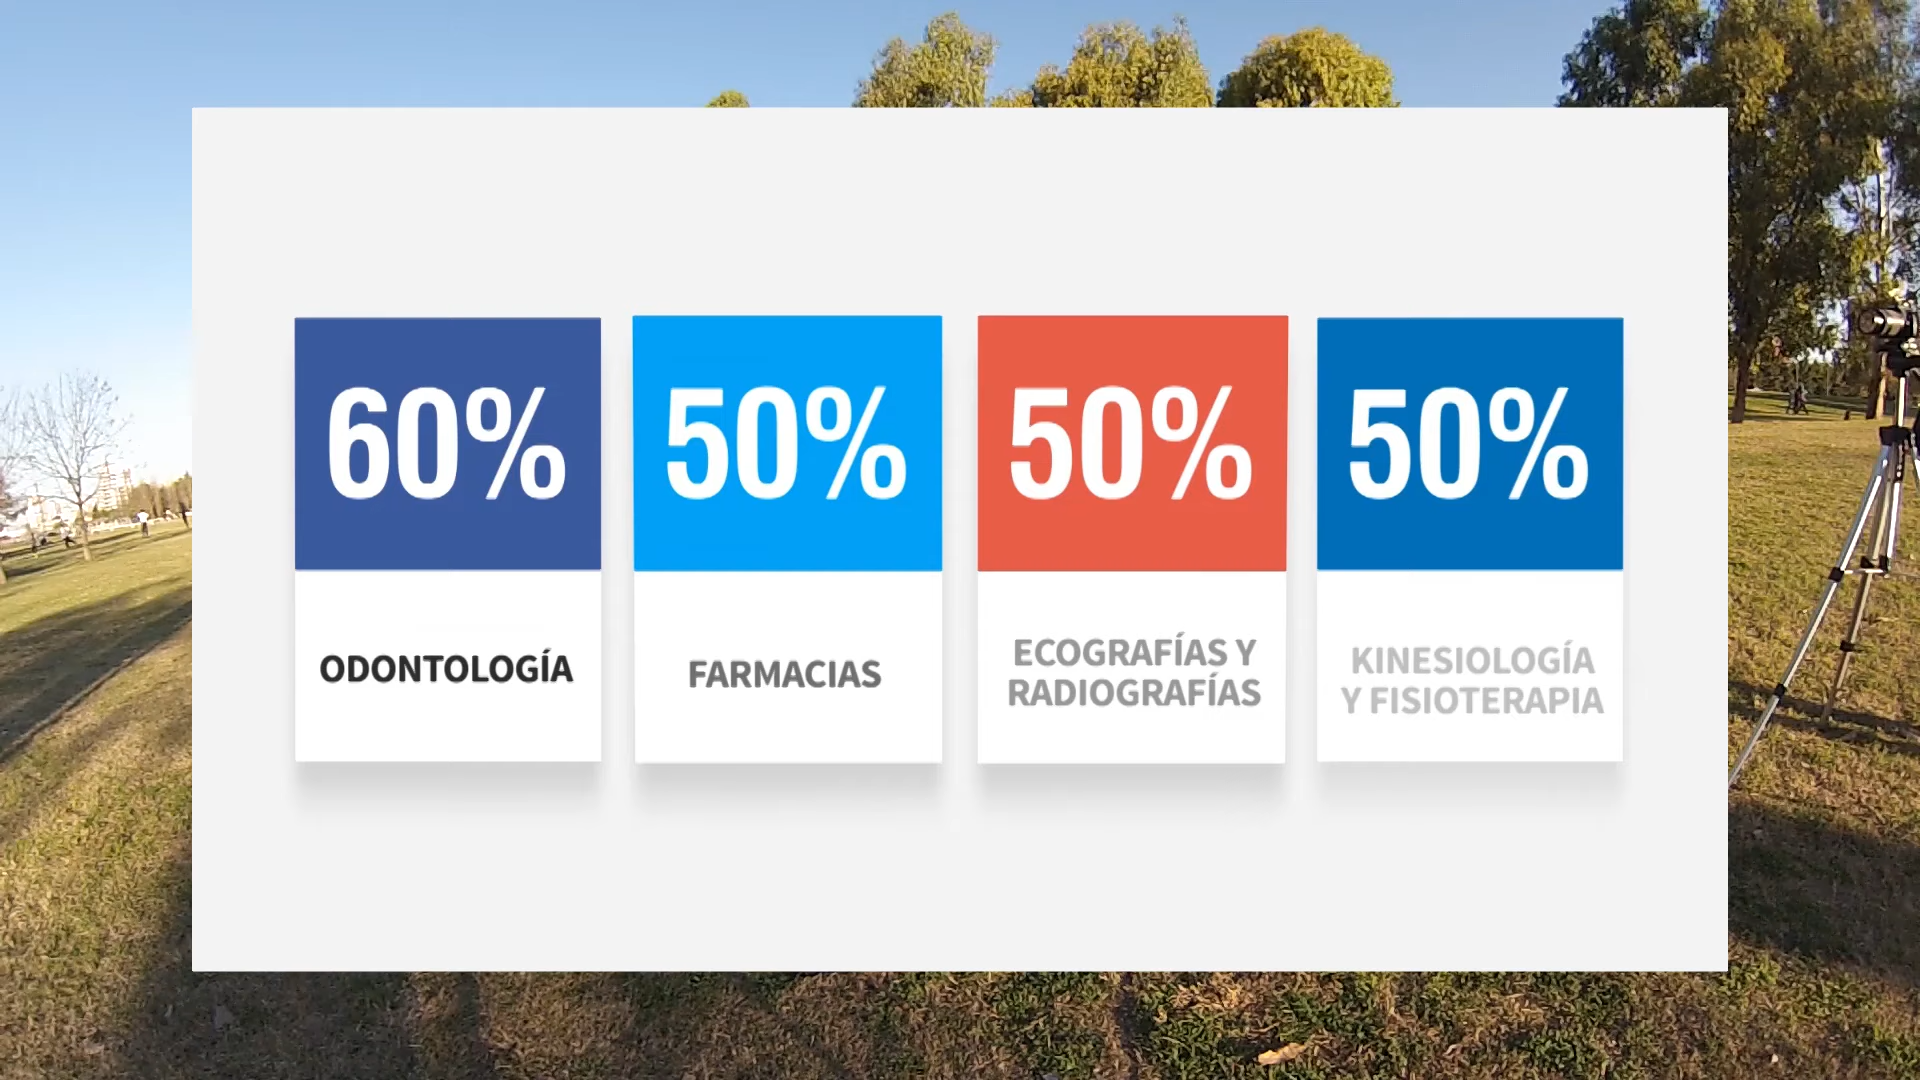 60%
ODONTOLOGÍA
50%
FARMACIAS
50%
ECOGRAFÍAS Y
RADIOGRAFÍAS
50%
KINESIOLOGÍA
Y FISIOTERAPIA